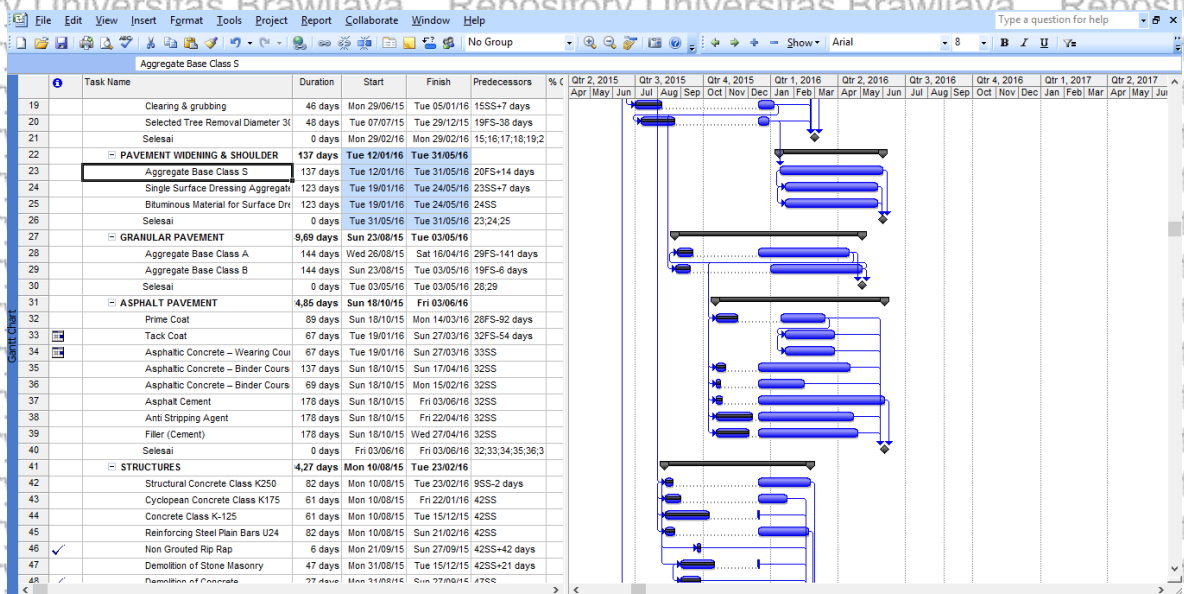 Universitas Brawijaya Repository Universitas Brawijaya
File Edit View Insert Format Tools Project Report Collaborate Window Help Type a question for help
No Group Show Arial 8 B I U
Aggregate Base Class S
Task Name Duration Start Finish Predecessors % C Qtr 2, 2015 Qtr 3, 2015 Qtr 4, 2015 Qtr 1, 2016 Qtr 2, 2016 Qtr 3, 2016 Qtr 4, 2016 Qtr 1, 2017 Qtr 2, 2017
Apr May Jun Jul Aug Sep Oct Nov Dec Jan Feb Mar Apr May Jun Jul Aug Sep Oct Nov Dec Jan Feb Mar Apr May
19 Clearing & grubbing 46 days Mon 29/06/15 Tue 05/01/16 15SS+7 days
20 Selected Tree Removal Diameter 30 48 days Tue 07/07/15 Tue 29/12/15 19FS-38 days
21 Selesai 0 days Mon 29/02/16 Mon 29/02/16 15;16;17;18;19;2
22 PAVEMENT WIDENING & SHOULDER 137 days Tue 12/01/16 Tue 31/05/16
23 Aggregate Base Class S 137 days Tue 12/01/16 Tue 31/05/16 20FS+14 days
24 Single Surface Dressing Aggregate 123 days Tue 19/01/16 Tue 24/05/16 23SS+7 days
25 Bituminous Material for Surface Dre 123 days Tue 19/01/16 Tue 24/05/16 24SS
26 Selesai 0 days Tue 31/05/16 Tue 31/05/16 23;24;25
27 GRANULAR PAVEMENT 9,69 days Sun 23/08/15 Tue 03/05/16
28 Aggregate Base Class A 144 days Wed 26/08/15 Sat 16/04/16 29FS-141 days
29 Aggregate Base Class B 144 days Sun 23/08/15 Tue 03/05/16 19FS-6 days
30 Selesai 0 days Tue 03/05/16 Tue 03/05/16 28;29
31 ASPHALT PAVEMENT 4,85 days Sun 18/10/15 Fri 03/06/16
32 Prime Coat 89 days Sun 18/10/15 Mon 14/03/16 28FS-92 days
33 Tack Coat 67 days Tue 19/01/16 Sun 27/03/16 32FS-54 days
34 Asphaltic Concrete – Wearing Cour 67 days Tue 19/01/16 Sun 27/03/16 33SS
35 Asphaltic Concrete – Binder Cours 137 days Sun 18/10/15 Sun 17/04/16 32SS
36 Asphaltic Concrete – Binder Cours 69 days Sun 18/10/15 Mon 15/02/16 32SS
37 Asphalt Cement 178 days Sun 18/10/15 Fri 03/06/16 32SS
38 Anti Stripping Agent 178 days Sun 18/10/15 Fri 22/04/16 32SS
39 Filler (Cement) 178 days Sun 18/10/15 Wed 27/04/16 32SS
40 Selesai 0 days Fri 03/06/16 Fri 03/06/16 32;33;34;35;36;3
41 STRUCTURES 4,27 days Mon 10/08/15 Tue 23/02/16
42 Structural Concrete Class K250 82 days Mon 10/08/15 Tue 23/02/16 9SS-2 days
43 Cyclopean Concrete Class K175 61 days Mon 10/08/15 Fri 22/01/16 42SS
44 Concrete Class K-125 61 days Mon 10/08/15 Tue 15/12/15 42SS
45 Reinforcing Steel Plain Bars U24 82 days Mon 10/08/15 Sun 21/02/16 42SS
46 Non Grouted Rip Rap 6 days Mon 21/09/15 Sun 27/09/15 42SS+42 days
47 Demolition of Stone Masonry 47 days Mon 31/08/15 Tue 15/12/15 42SS+21 days
48 Demolition of Concrete 27 days Mon 31/08/15 Sun 27/09/15 47SS
Gantt Chart